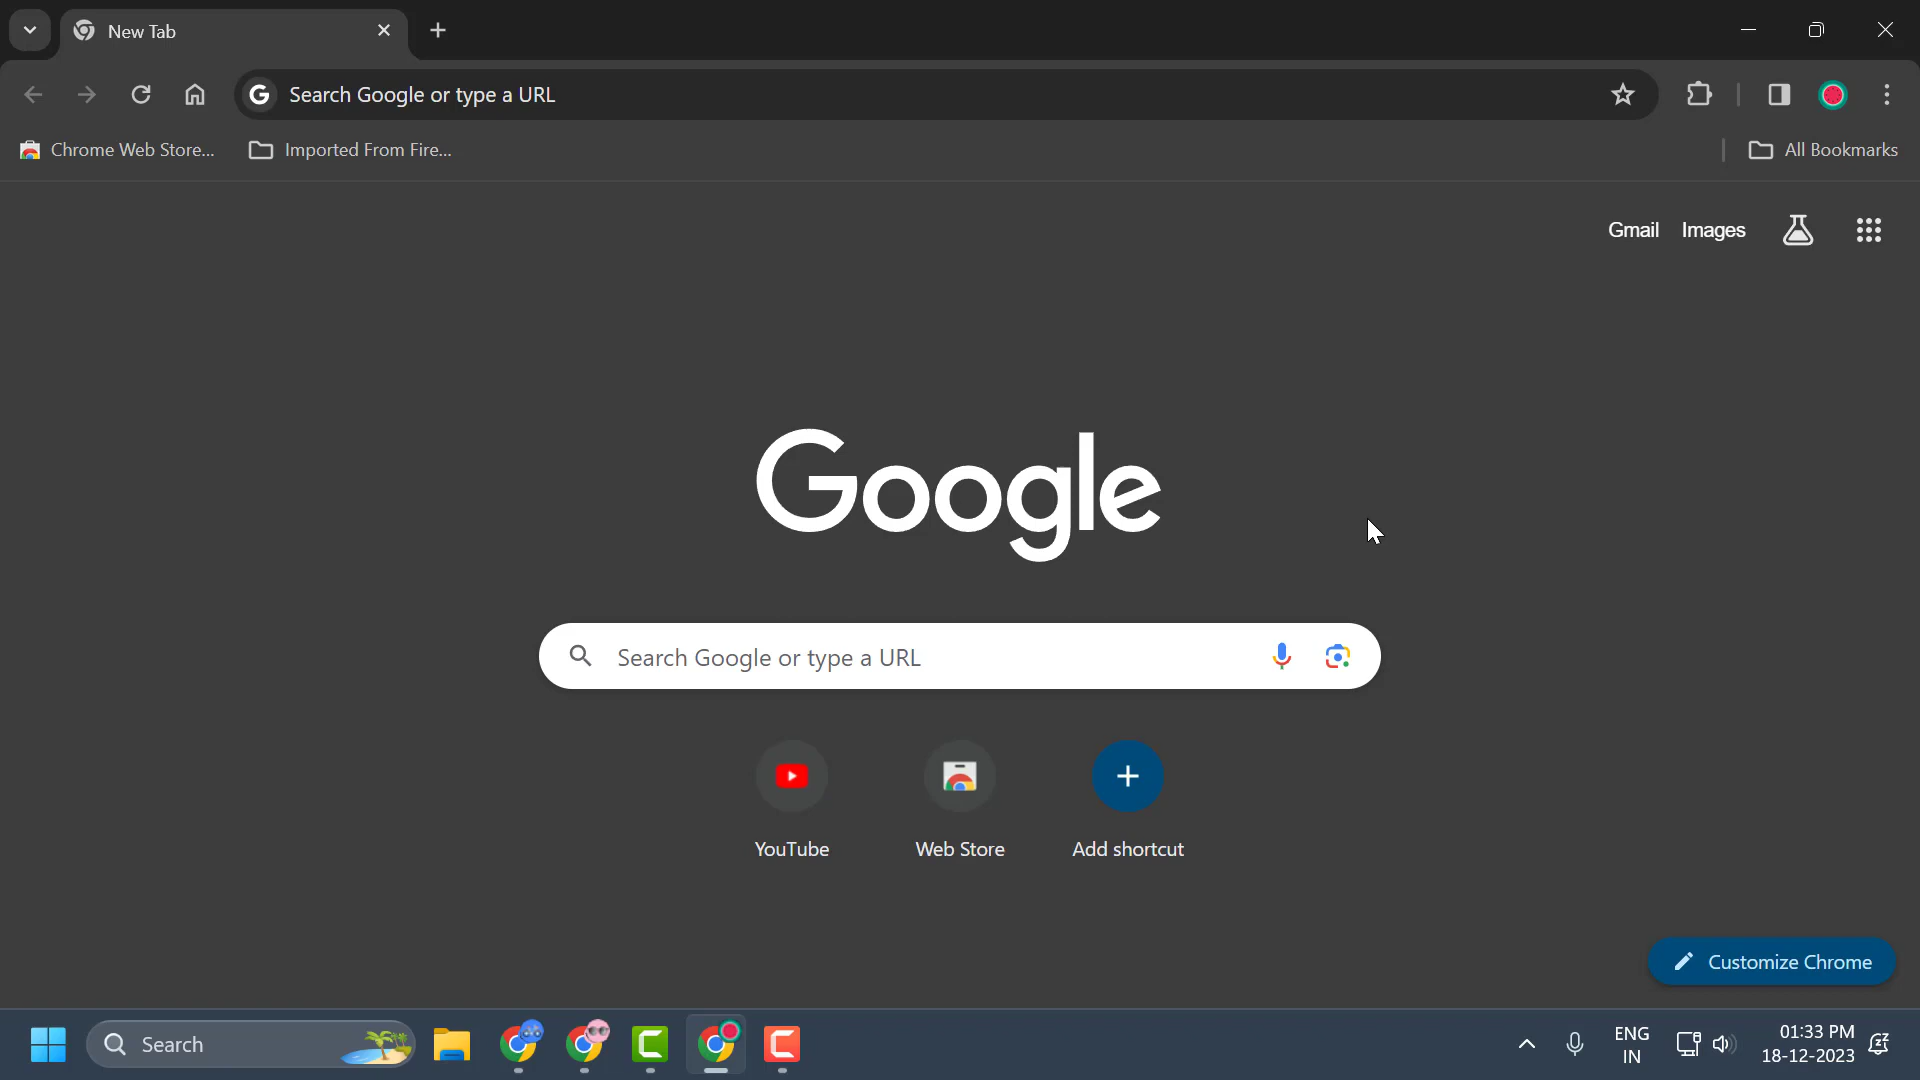 New Tab
Search Google or type a URL
Chrome Web Store...
Imported From Fire...
All Bookmarks
Gmail
Images
Google
Search Google or type a URL
YouTube
Web Store
Add shortcut
Customize Chrome
Search
ENG
IN
01:33 PM
18-12-2023